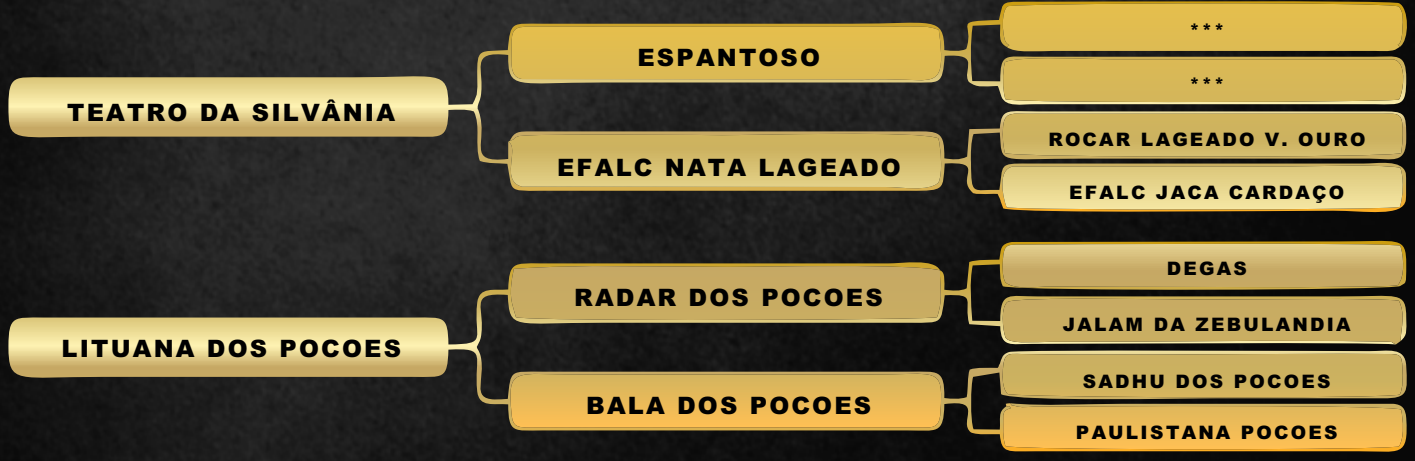 TEATRO DA SILVÂNIA
ESPANTOSO
***
***
EFALC NATA LAGEADO
ROCAR LAGEADO V. OURO
EFALC JACA CARDAÇO
LITUANA DOS POCOES
RADAR DOS POCOES
DEGAS
JALAM DA ZEBULANDIA
BALA DOS POCOES
SADHU DOS POCOES
PAULISTANA POCOES